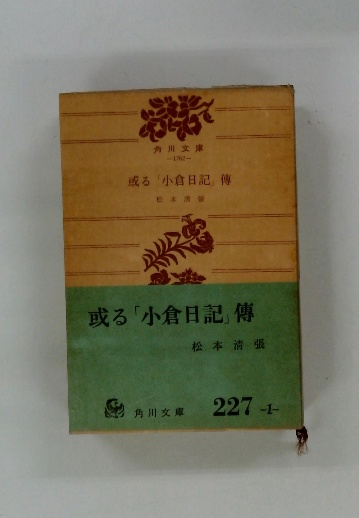 角川文庫
—1762—
或る「小倉日記」傳
松本清張
或る「小倉日記」傳
松本清張
角川文庫 227 -1-